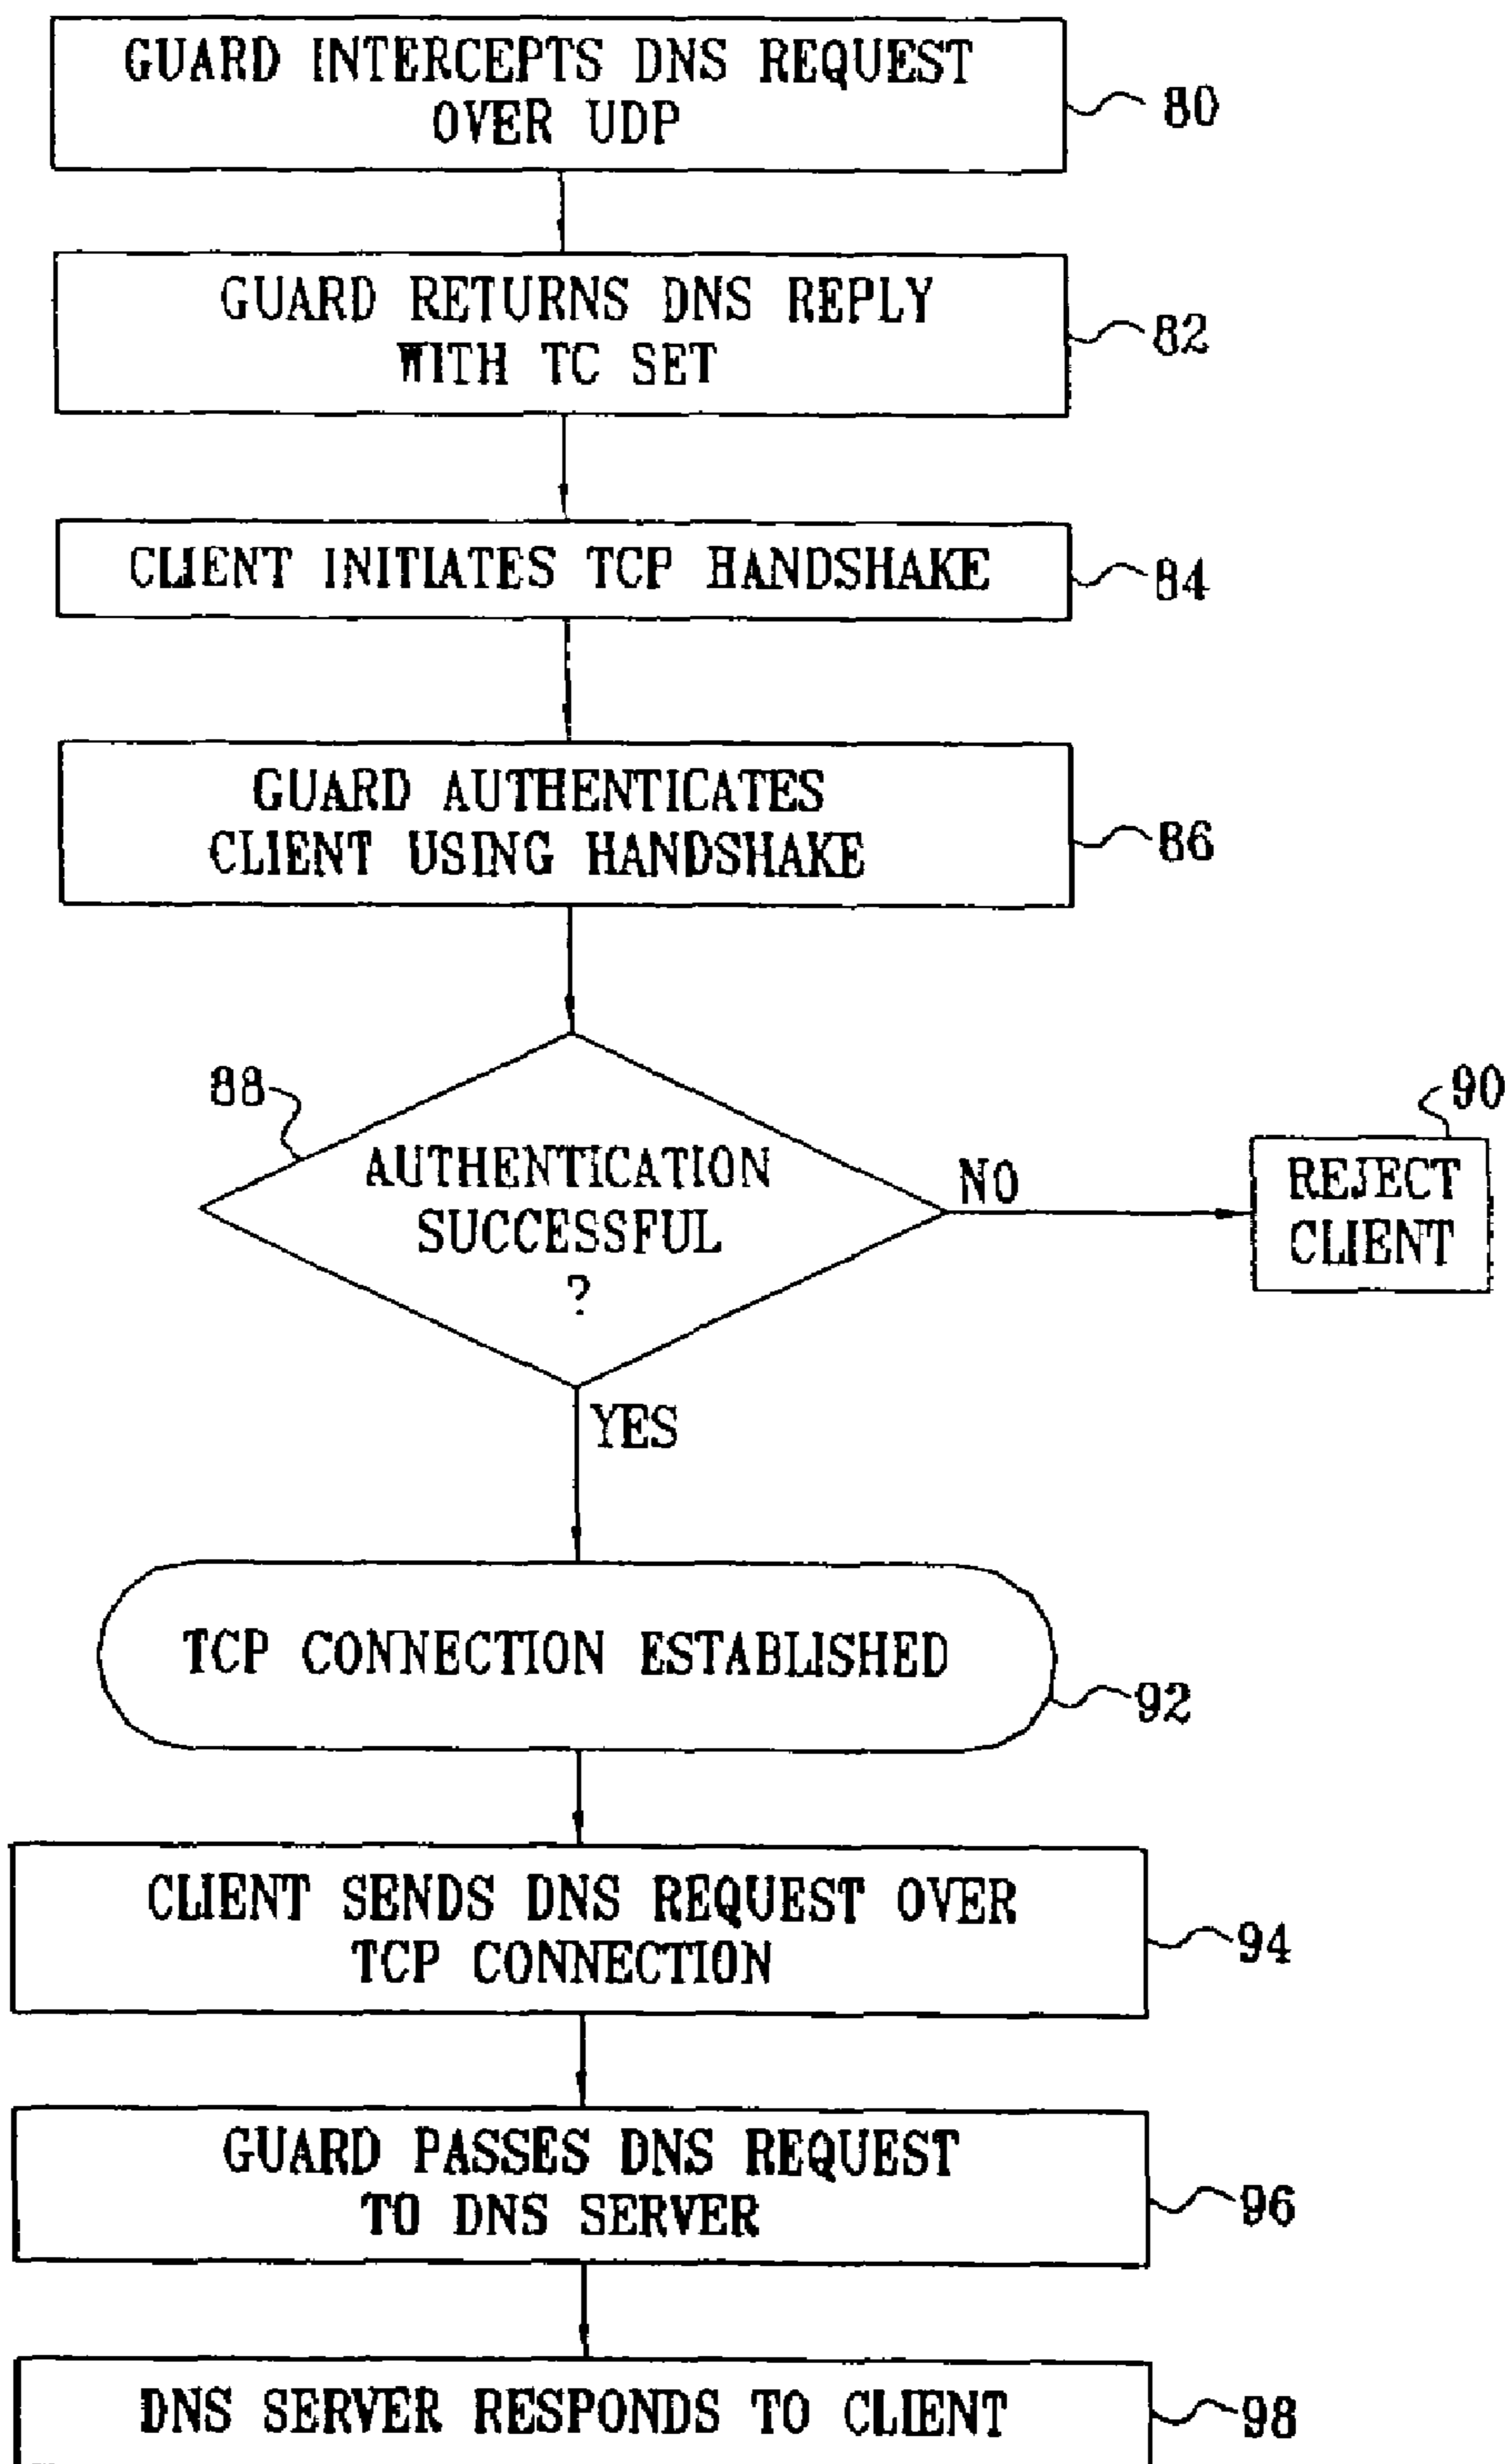 GUARD INTERCEPTS DNS REQUEST
OVER UDP
80
GUARD RETURNS DNS REPLY
WITH TC SET
82
CLIENT INITIATES TCP HANDSHAKE
84
GUARD AUTHENTICATES
CLIENT USING HANDSHAKE
86
88
AUTHENTICATION
SUCCESSFUL
?
NO
90
REJECT
CLIENT
YES
TCP CONNECTION ESTABLISHED
92
CLIENT SENDS DNS REQUEST OVER
TCP CONNECTION
94
GUARD PASSES DNS REQUEST
TO DNS SERVER
96
DNS SERVER RESPONDS TO CLIENT
98